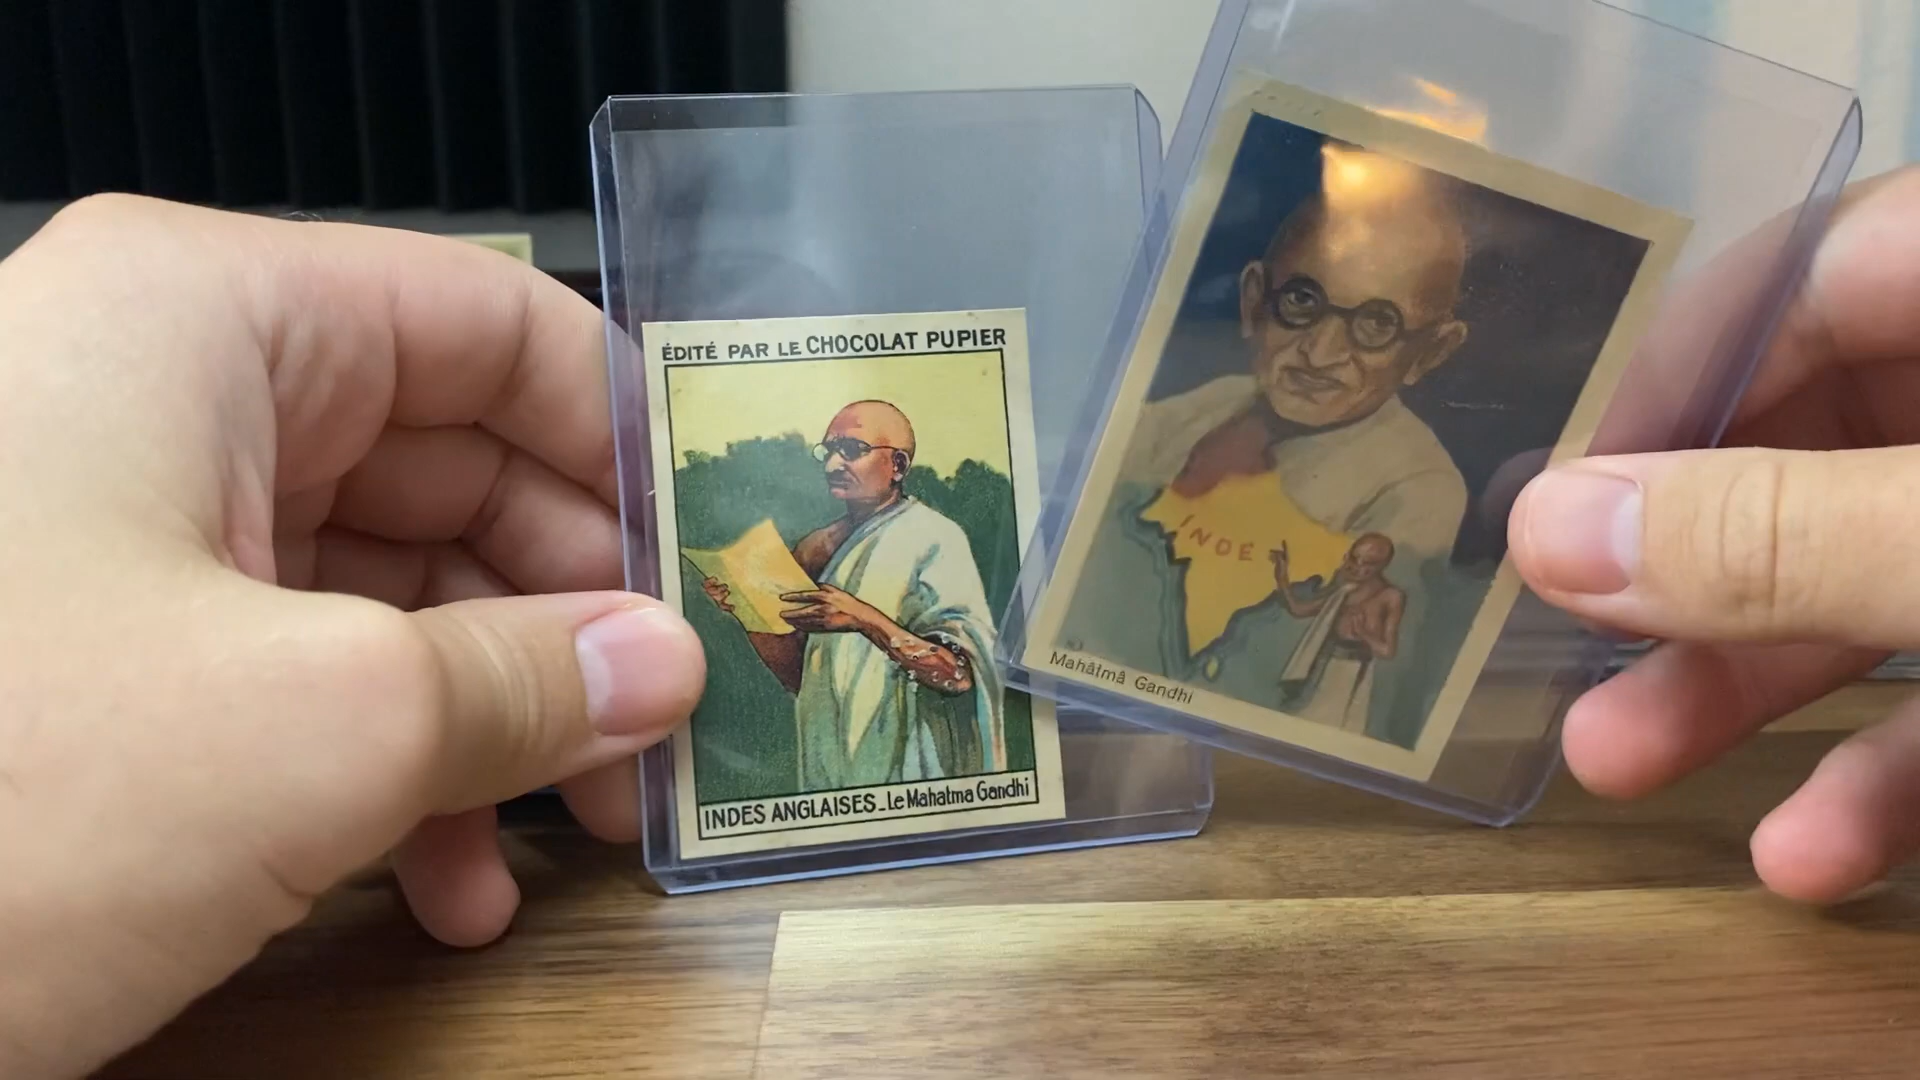 ÉDITÉ PAR LE CHOCOLAT PUPIER
INDES ANGLAISES_Le Mahatma Gandhi
INDE
Mahâtmâ Gandhi